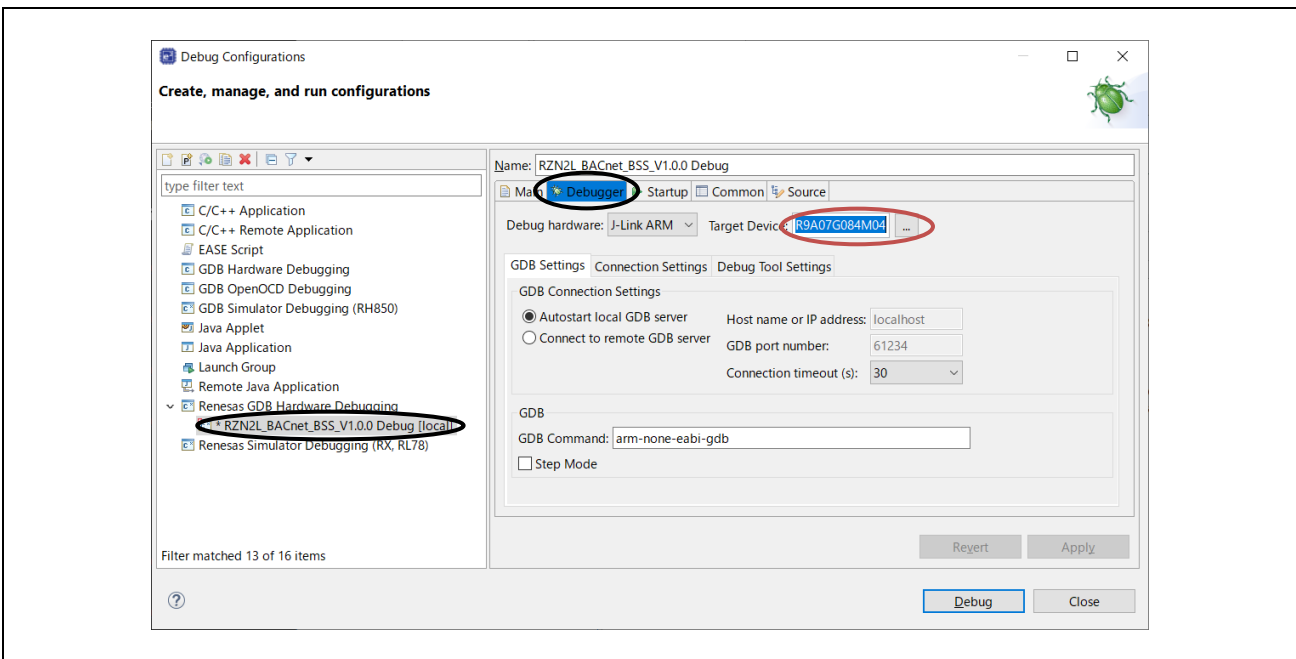 Debug Configurations
Create, manage, and run configurations
type filter text
C/C++ Application
C/C++ Remote Application
EASE Script
GDB Hardware Debugging
GDB OpenOCD Debugging
GDB Simulator Debugging (RH850)
Java Applet
Java Application
Launch Group
Remote Java Application
Renesas GDB Hardware Debugging
* RZN2L_BACnet_BSS_V1.0.0 Debug [local]
Renesas Simulator Debugging (RX, RL78)
Filter matched 13 of 16 items
Name: RZN2L_BACnet_BSS_V1.0.0 Debug
Main Debugger Startup Common Source
Debug hardware: J-Link ARM Target Device: R9A07G084M04 ...
GDB Settings Connection Settings Debug Tool Settings
GDB Connection Settings
Autostart local GDB server
Connect to remote GDB server
Host name or IP address: localhost
GDB port number: 61234
Connection timeout (s): 30
GDB
GDB Command: arm-none-eabi-gdb
Step Mode
Revert Apply
? Debug Close